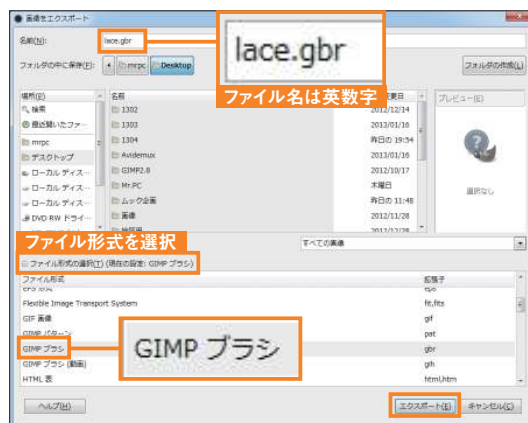 画像をエクスポート
名前(N):
lace.gbr
lace.gbr
ファイル名は英数字
フォルダの中に保存(F):
mrpc
Desktop
フォルダの作成(L)
場所(P)
名前
更日
プレビュー(E)
検索
最近開いたファ…
mrpc
デスクトップ
ローカル ディス…
ローカル ディス…
ローカル ディス…
DVD RW ドライ…
1302
2012/12/14
1303
2013/01/16
1304
昨日の 19:54
Avidemux
2013/01/16
GIMP2.8
2012/10/17
Mr.PC
木曜日
ムック企画
昨日の 11:48
画像
2012/11/28
2012/12/28
選択なし
ファイル形式を選択
すべての画像
ファイル形式の選択(T) (現在の設定: GIMP ブラシ)
ファイル形式
拡張子
EPS 形式
eps
Flexible Image Transport System
fit,fits
GIF 画像
gif
GIMP パターン
pat
GIMP ブラシ
gbr
GIMP ブラシ (動画)
gih
HTML 表
html,htm
GIMP ブラシ
ヘルプ(H)
エクスポート(E)
キャンセル(C)